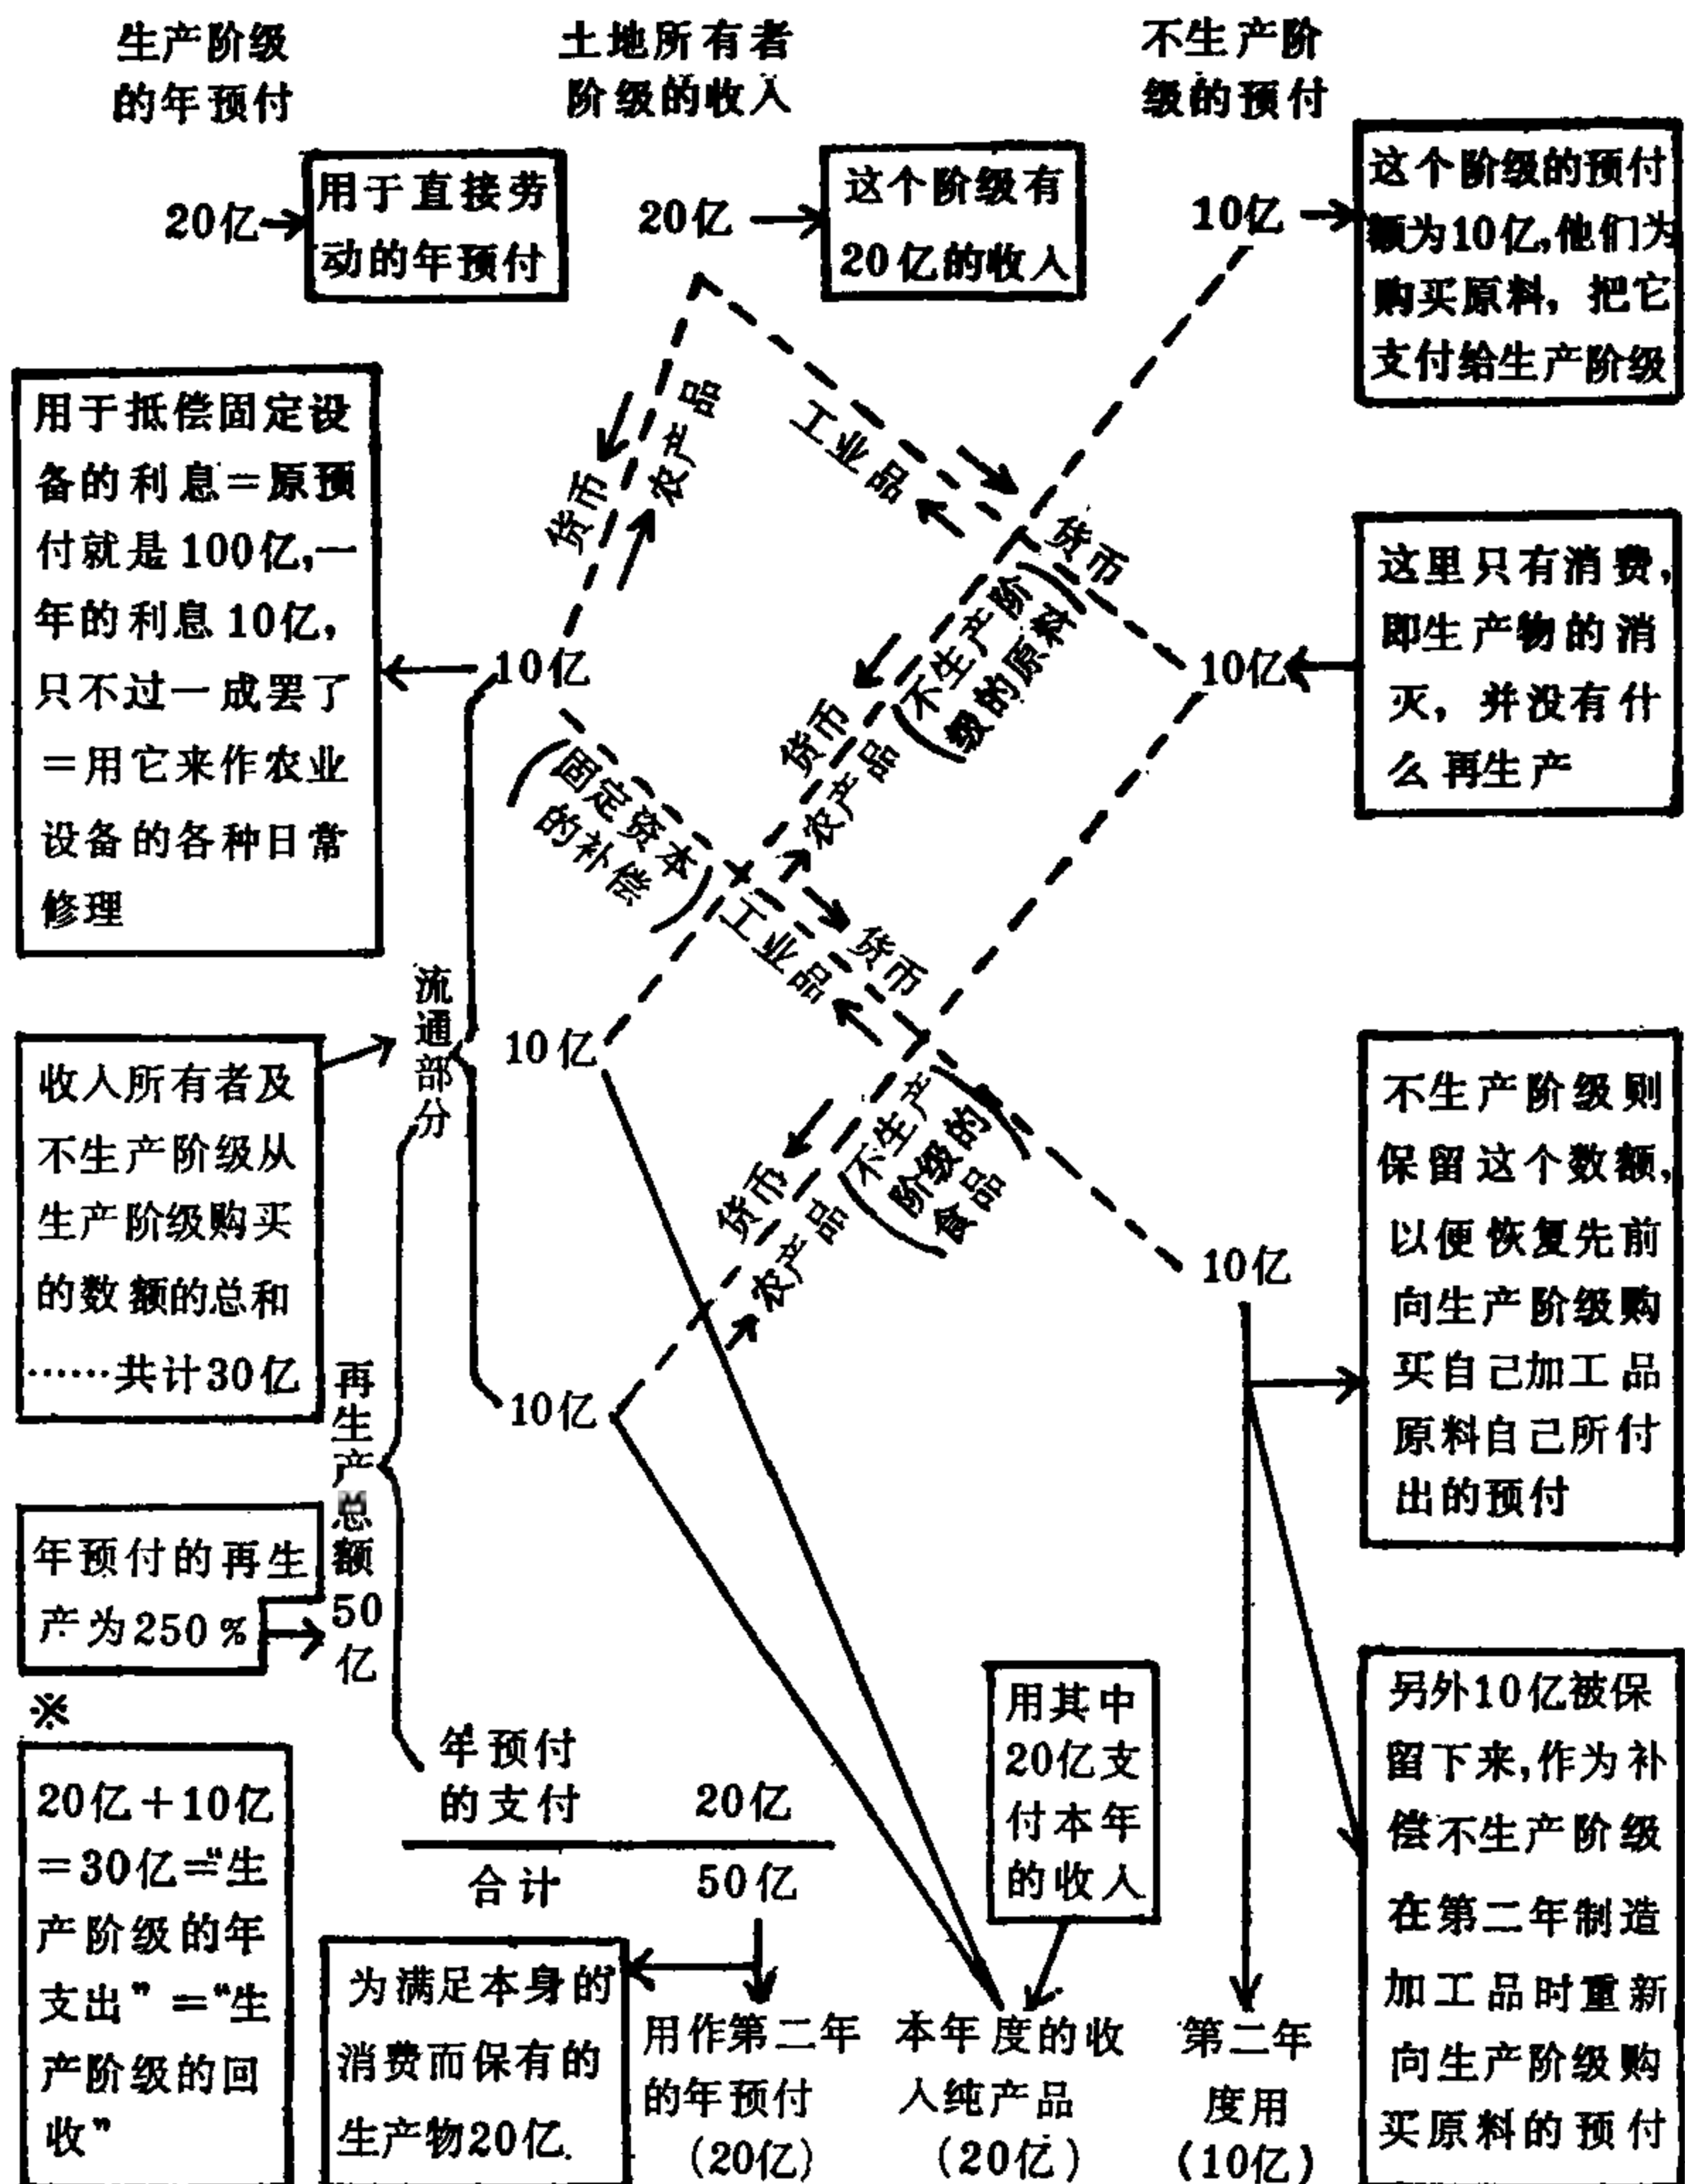 生产阶级
的年预付
土地所有者
阶级的收入
不生产阶
级的预付
20亿
用于直接劳
动的年预付
20亿
这个阶级有
20亿的收入
10亿
这个阶级的预付
额为10亿,他们为
购买原料，把它
支付给生产阶级
用于抵偿固定设
备的利息＝原预
付就是100亿,一
年的利息10亿，
只不过一成罢了
＝用它来作农业
设备的各种日常
修理
货币
农产品
工业品
货币
10亿
10亿
这里只有消费，
即生产物的消
灭，并没有什
么再生产
货币
农产品
(不生产阶
级的原料)
(固定资本
的补偿)
工业品
货币
流通部分
10亿
收入所有者及
不生产阶级从
生产阶级购买
的数额的总和
……共计30亿
货币
农产品
(不生产
阶级的
食品)
10亿
10亿
不生产阶级则
保留这个数额，
以便恢复先前
向生产阶级购
买自己加工品
原料自己所付
出的预付
再生产总额50亿
年预付的再生
产为250%
※
20亿＋10亿
＝30亿＝“生
产阶级的年
支出”＝“生
产阶级的回
收”
年预付
的支付 20亿
合计 50亿
用其中
20亿支
付本年
的收入
另外10亿被保
留下来,作为补
偿不生产阶级
在第二年制造
加工品时重新
向生产阶级购
买原料的预付
为满足本身的
消费而保有的
生产物20亿.
用作第二年
的年预付
(20亿)
本年度的收
入纯产品
(20亿)
第二年
度用
(10亿)